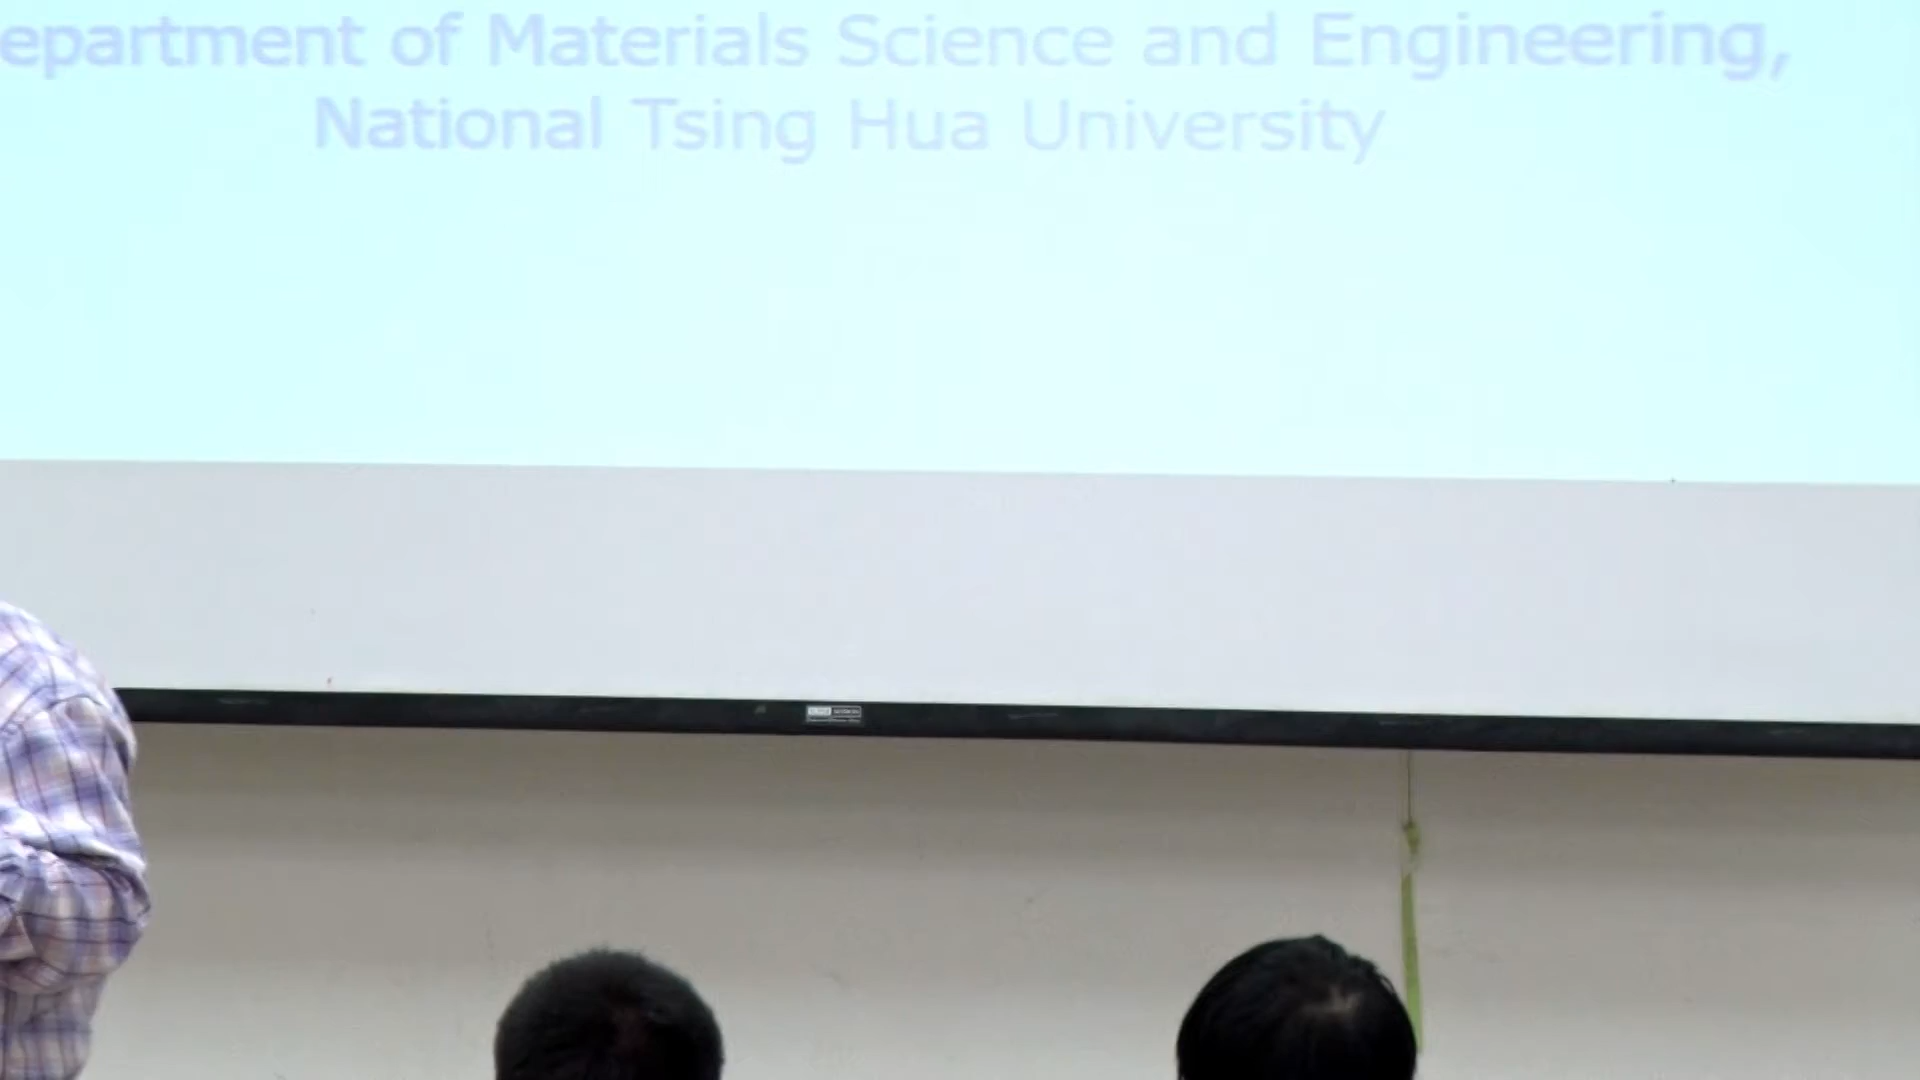 epartment of Materials Science and Engineering,
National Tsing Hua University